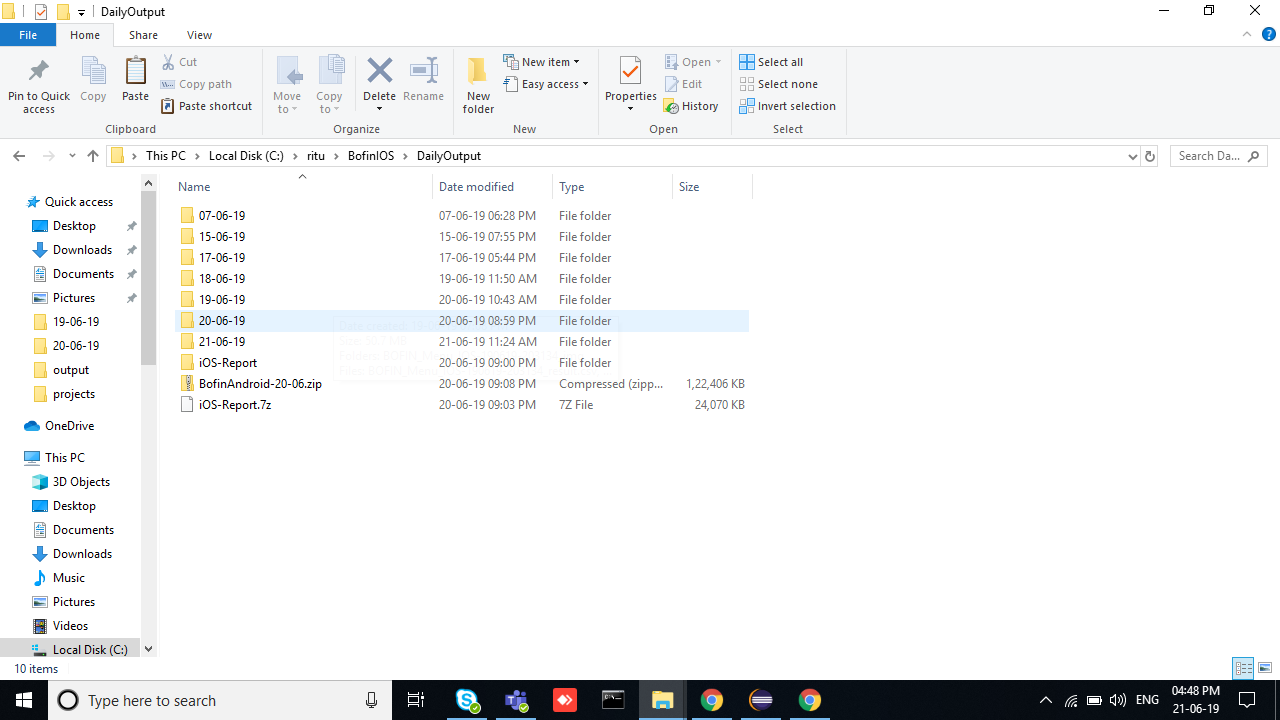 DailyOutput
File Home Share View
Pin to Quick access
Copy
Paste
Cut
Copy path
Paste shortcut
Clipboard
Move to
Copy to
Delete
Rename
Organize
New folder
New item
Easy access
New
Properties
Open
Edit
History
Open
Select all
Select none
Invert selection
Select
This PC > Local Disk (C:) > ritu > BofinIOS > DailyOutput
Search Da...
Quick access
Desktop
Downloads
Documents
Pictures
19-06-19
20-06-19
output
projects
OneDrive
This PC
3D Objects
Desktop
Documents
Downloads
Music
Pictures
Videos
Local Disk (C:)
Name Date modified Type Size
07-06-19 07-06-19 06:28 PM File folder
15-06-19 15-06-19 07:55 PM File folder
17-06-19 17-06-19 05:44 PM File folder
18-06-19 19-06-19 11:50 AM File folder
19-06-19 20-06-19 10:43 AM File folder
20-06-19 20-06-19 08:59 PM File folder
21-06-19 21-06-19 11:24 AM File folder
iOS-Report 20-06-19 09:00 PM File folder
BofinAndroid-20-06.zip 20-06-19 09:08 PM Compressed (zipp... 1,22,406 KB
iOS-Report.7z 20-06-19 09:03 PM 7Z File 24,070 KB
10 items
Type here to search
ENG
04:48 PM
21-06-19